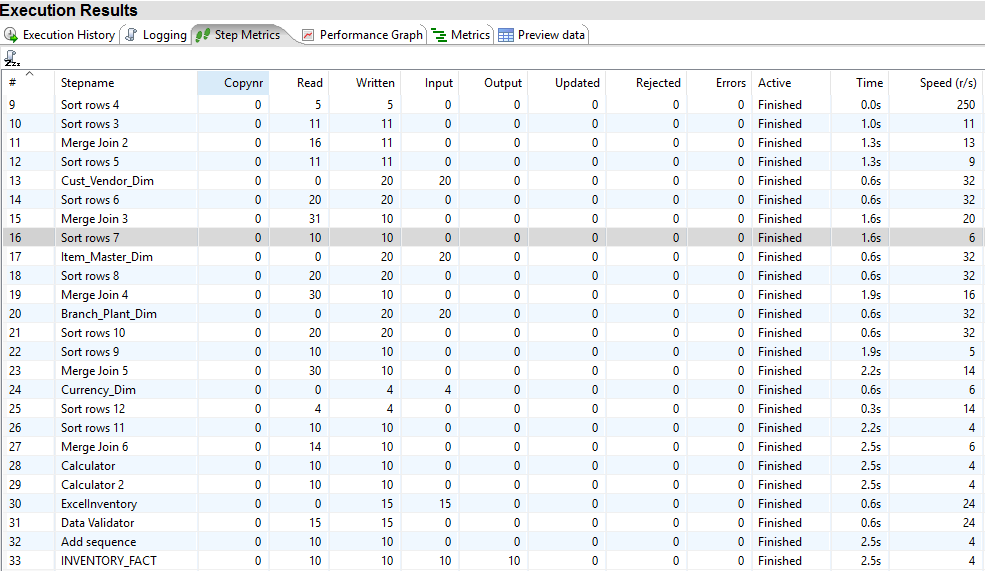 Execution Results
Execution History Logging Step Metrics Performance Graph Metrics Preview data
# Stepname Copynr Read Written Input Output Updated Rejected Errors Active Time Speed (r/s)
9 Sort rows 4 0 5 5 0 0 0 0 0 Finished 0.0s 250
10 Sort rows 3 0 11 11 0 0 0 0 0 Finished 1.0s 11
11 Merge Join 2 0 16 11 0 0 0 0 0 Finished 1.3s 13
12 Sort rows 5 0 11 11 0 0 0 0 0 Finished 1.3s 9
13 Cust_Vendor_Dim 0 0 20 20 0 0 0 0 Finished 0.6s 32
14 Sort rows 6 0 20 20 0 0 0 0 0 Finished 0.6s 32
15 Merge Join 3 0 31 10 0 0 0 0 0 Finished 1.6s 20
16 Sort rows 7 0 10 10 0 0 0 0 0 Finished 1.6s 6
17 Item_Master_Dim 0 0 20 20 0 0 0 0 Finished 0.6s 32
18 Sort rows 8 0 20 20 0 0 0 0 0 Finished 0.6s 32
19 Merge Join 4 0 30 10 0 0 0 0 0 Finished 1.9s 16
20 Branch_Plant_Dim 0 0 20 20 0 0 0 0 Finished 0.6s 32
21 Sort rows 10 0 20 20 0 0 0 0 0 Finished 0.6s 32
22 Sort rows 9 0 10 10 0 0 0 0 0 Finished 1.9s 5
23 Merge Join 5 0 30 10 0 0 0 0 0 Finished 2.2s 14
24 Currency_Dim 0 0 4 4 0 0 0 0 Finished 0.6s 6
25 Sort rows 12 0 4 4 0 0 0 0 0 Finished 0.3s 14
26 Sort rows 11 0 10 10 0 0 0 0 0 Finished 2.2s 4
27 Merge Join 6 0 14 10 0 0 0 0 0 Finished 2.5s 6
28 Calculator 0 10 10 0 0 0 0 0 Finished 2.5s 4
29 Calculator 2 0 10 10 0 0 0 0 0 Finished 2.5s 4
30 ExcelInventory 0 0 15 15 0 0 0 0 Finished 0.6s 24
31 Data Validator 0 15 15 0 0 0 0 0 Finished 0.6s 24
32 Add sequence 0 10 10 0 0 0 0 0 Finished 2.5s 4
33 INVENTORY_FACT 0 10 10 10 10 0 0 0 Finished 2.5s 4